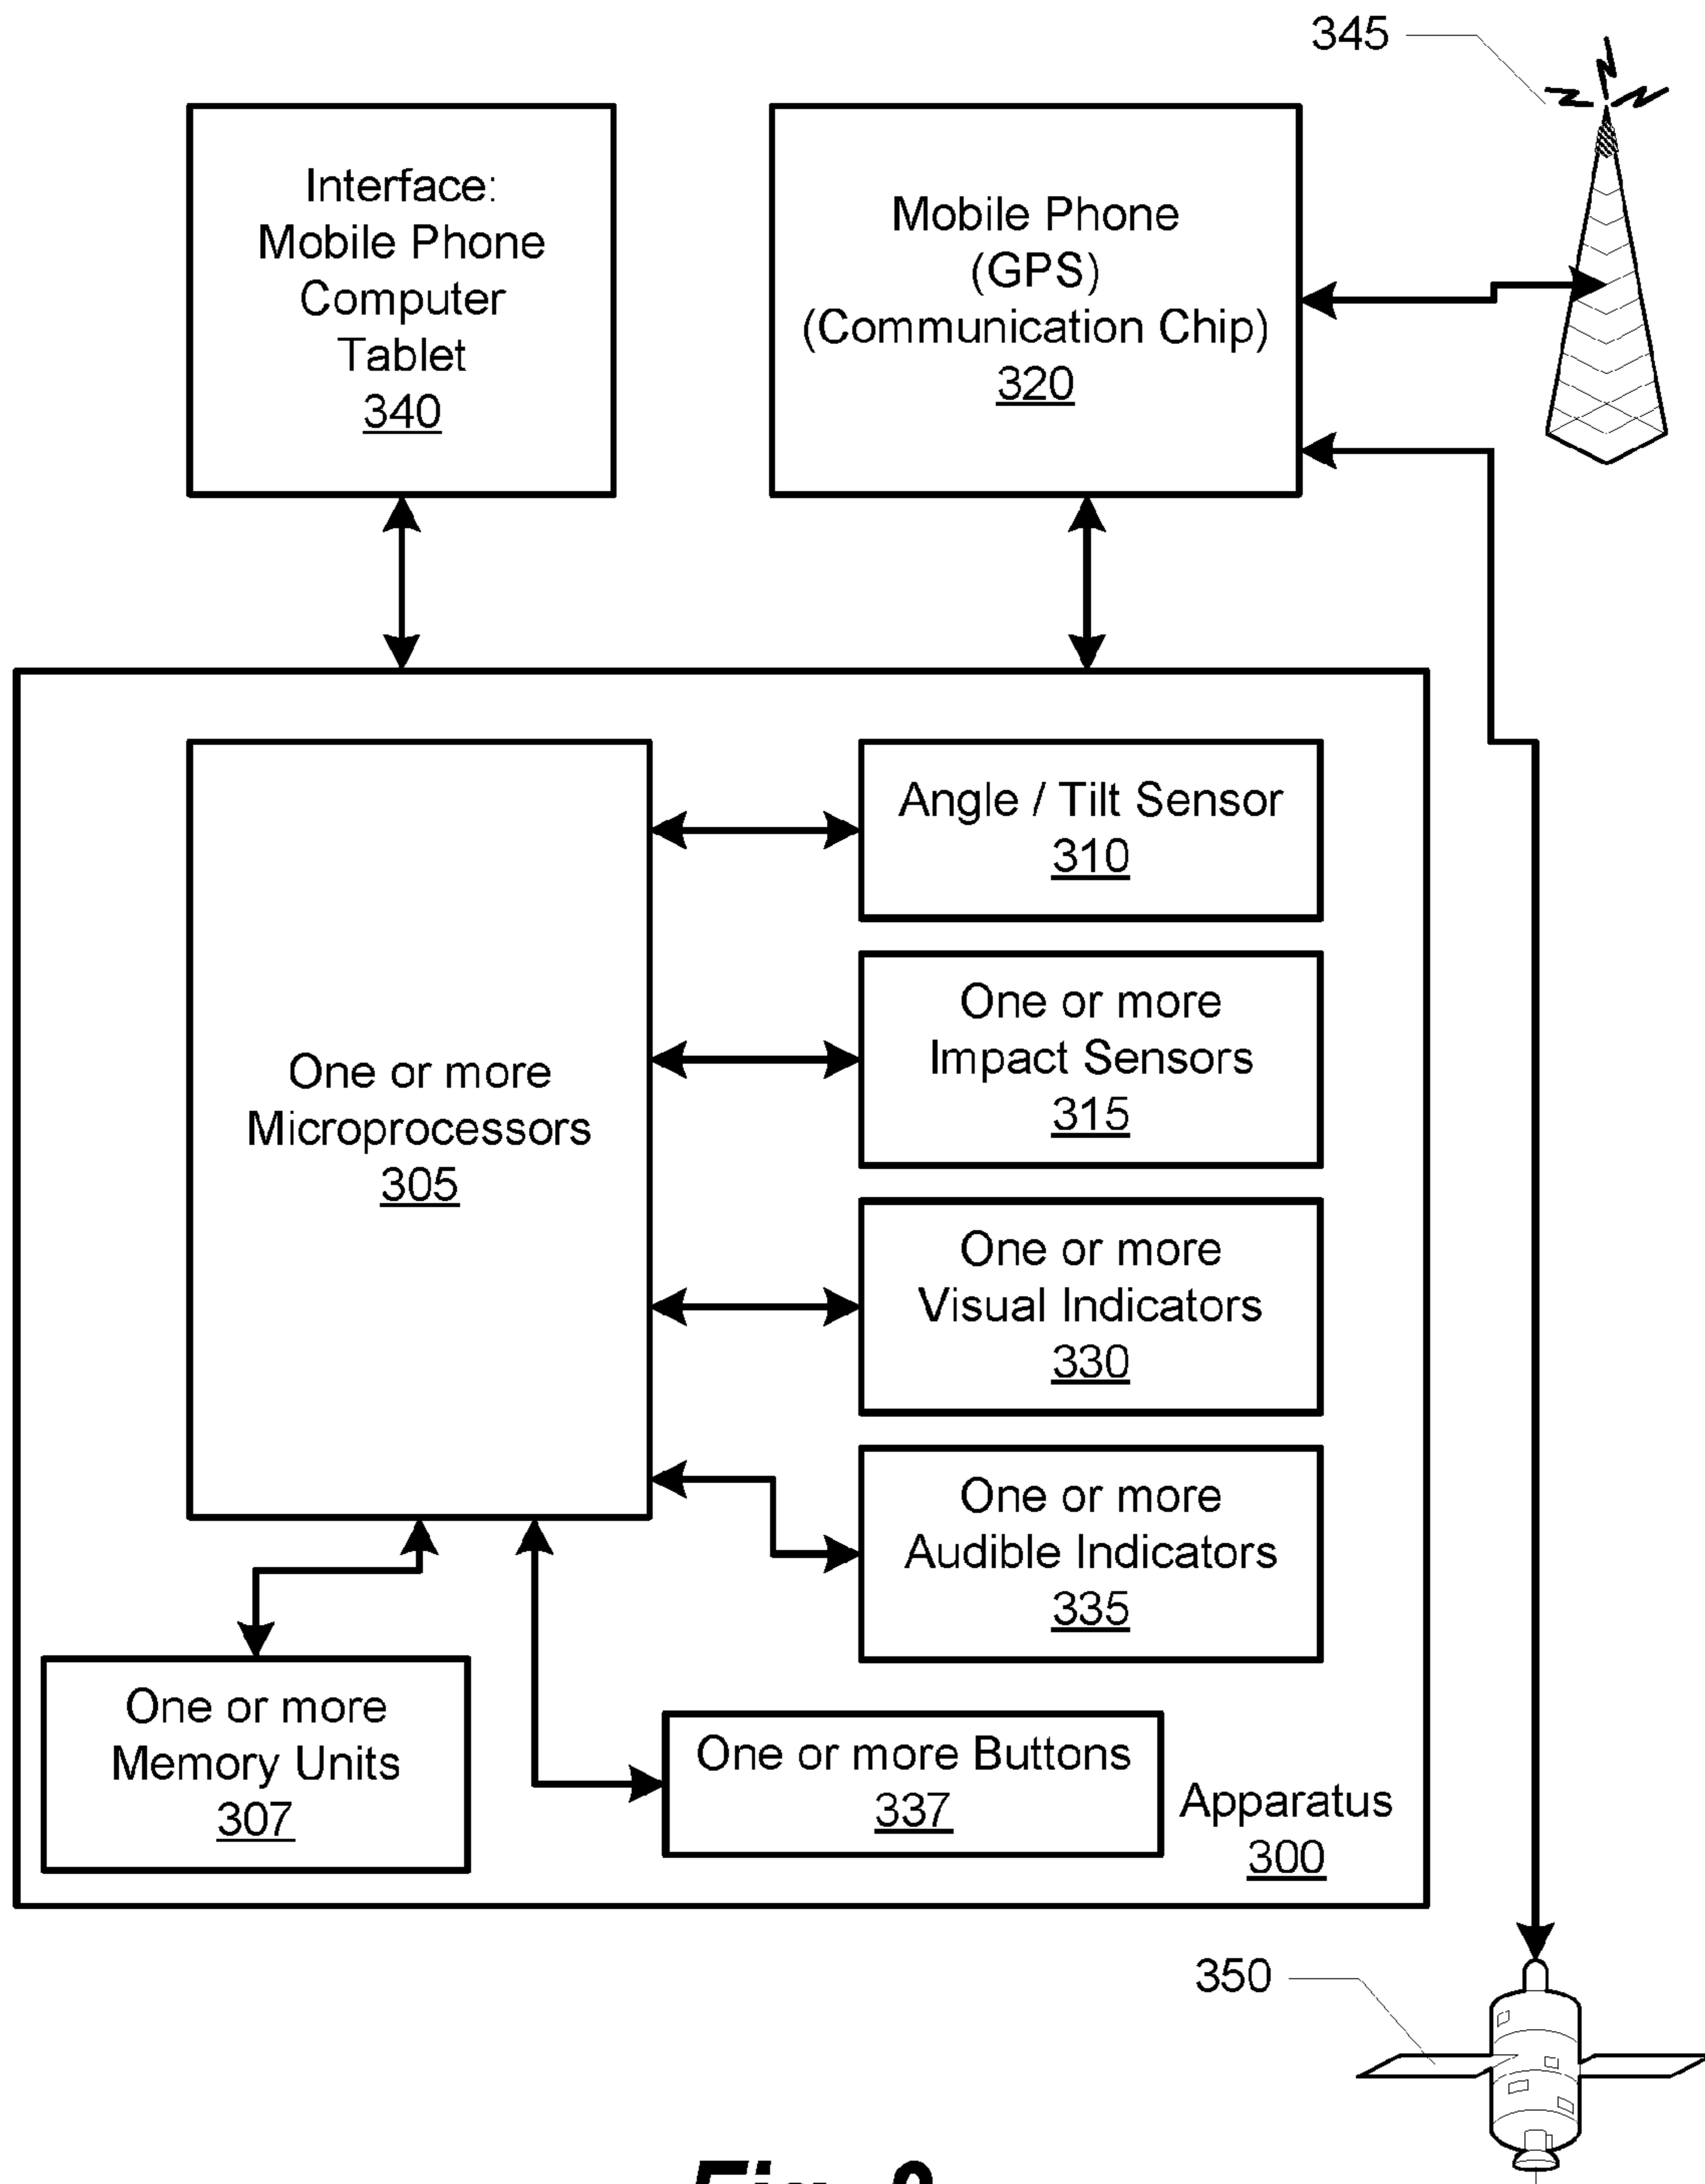 345
Interface:
Mobile Phone
Computer
Tablet
340
Mobile Phone
(GPS)
(Communication Chip)
320
Angle / Tilt Sensor
310
One or more
Impact Sensors
315
One or more
Microprocessors
305
One or more
Visual Indicators
330
One or more
Audible Indicators
335
One or more
Memory Units
307
One or more Buttons
337
Apparatus
300
350
Fig.